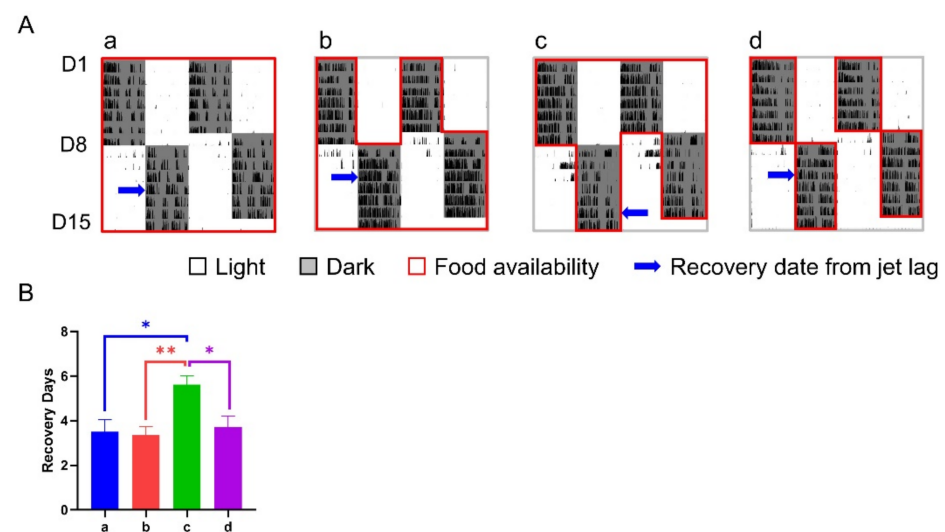 A
a b c d
D1
D8
D15
Light Dark Food availability Recovery date from jet lag
B
* ** *
Recovery Days
8
6
4
2
0
a b c d